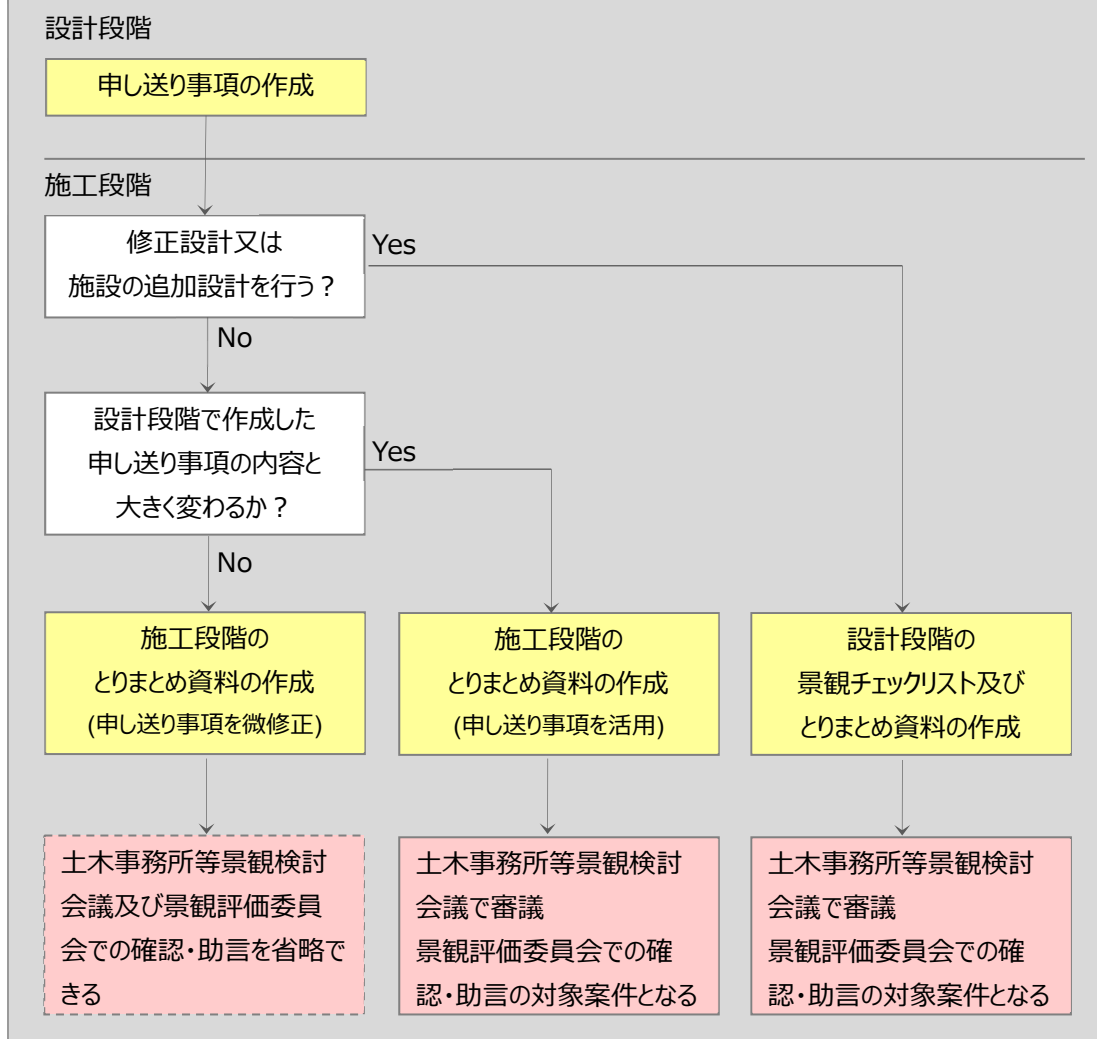 設計段階
申し送り事項の作成
施工段階
修正設計又は
施設の追加設計を行う？
Yes
No
設計段階で作成した
申し送り事項の内容と
大きく変わるか？
Yes
No
施工段階の
とりまとめ資料の作成
(申し送り事項を微修正)
施工段階の
とりまとめ資料の作成
(申し送り事項を活用)
設計段階の
景観チェックリスト及び
とりまとめ資料の作成
土木事務所等景観検討
会議及び景観評価委員
会での確認・助言を省略で
きる
土木事務所等景観検討
会議で審議
景観評価委員会での確
認・助言の対象案件となる
土木事務所等景観検討
会議で審議
景観評価委員会での確
認・助言の対象案件となる